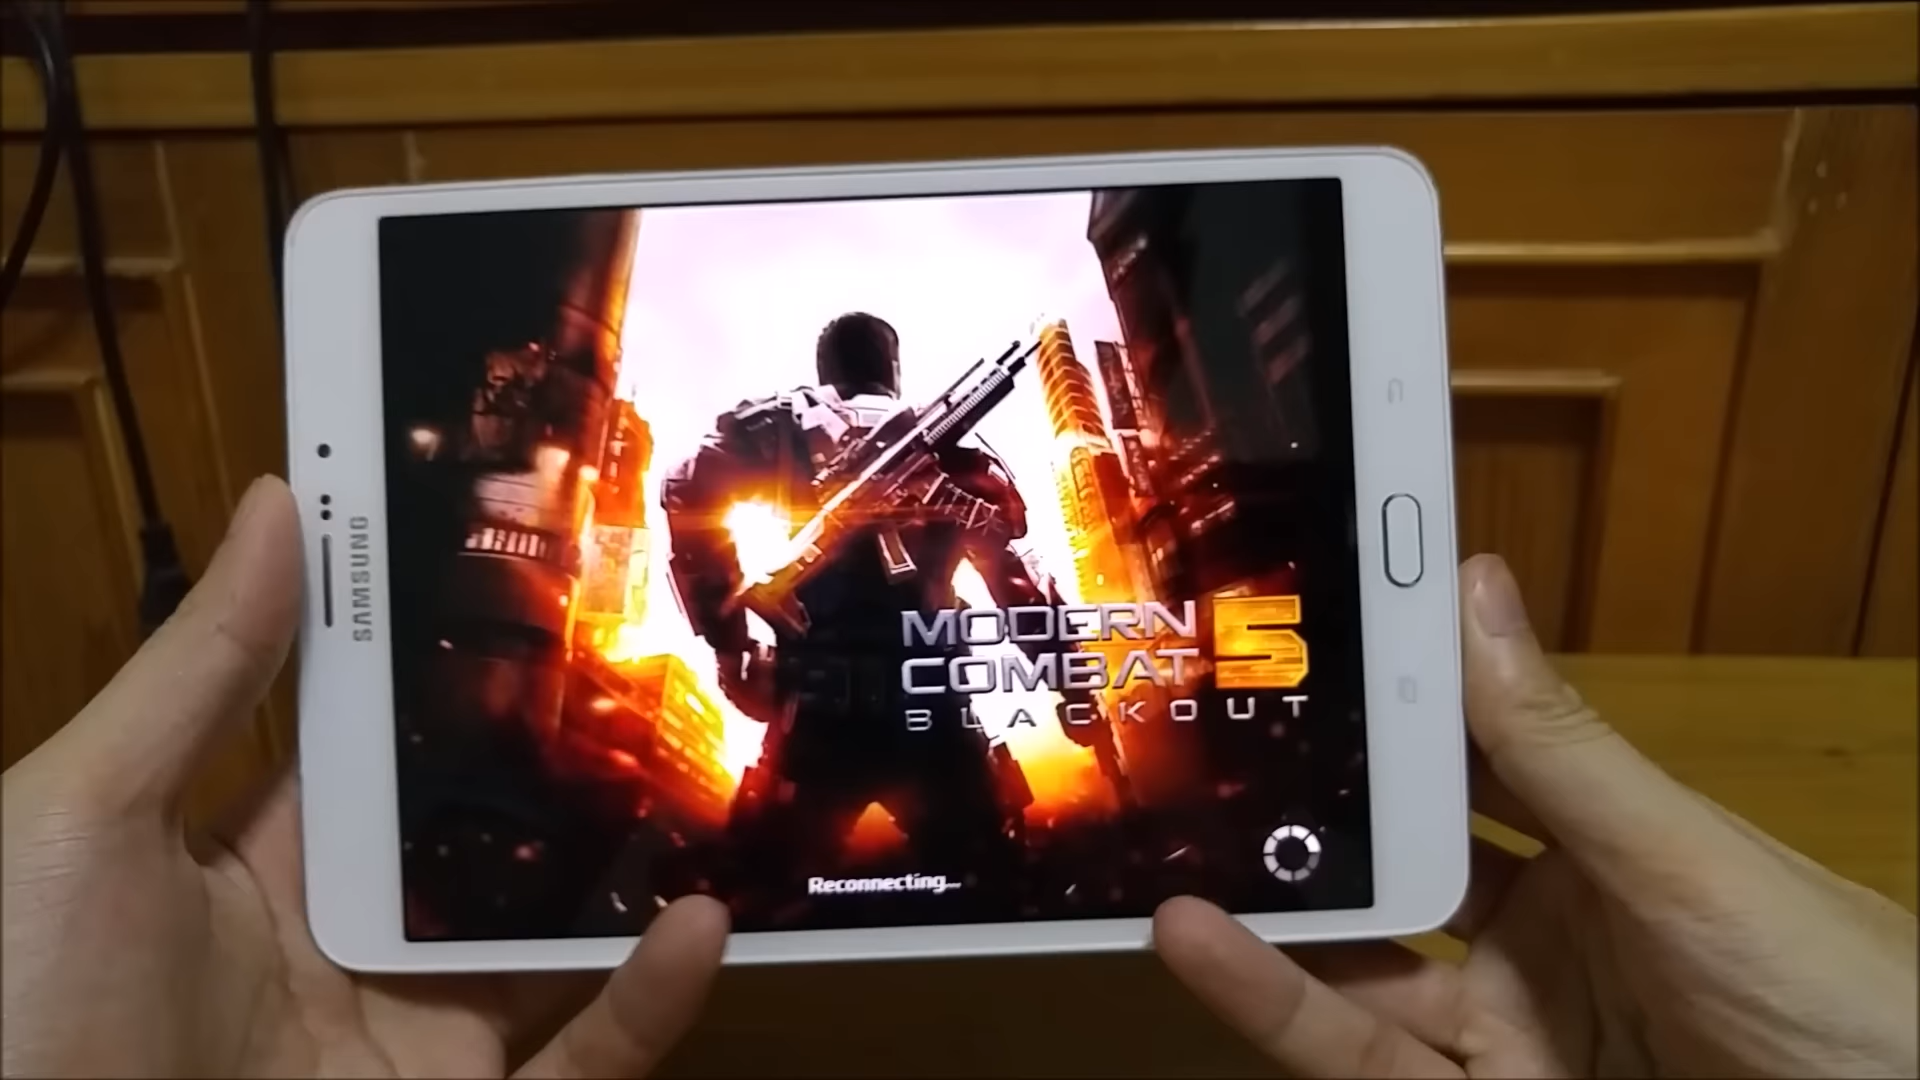 SAMSUNG
MODERN
COMBAT 5
BLACKOUT
Reconnecting...